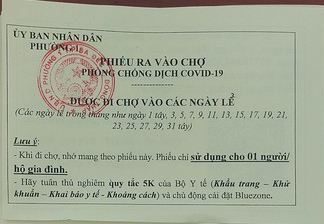 ỦY BAN NHÂN DÂN
PHƯỜNG
PHIẾU RA VÀO CHỢ
PHÒNG CHỐNG DỊCH COVID-19
ĐƯỢC ĐI CHỢ VÀO CÁC NGÀY LẺ
(Các ngày lẻ trong tháng như ngày 1 tây, 3, 5, 7, 9, 11, 13, 15, 17, 19, 21,
23, 25, 27, 29, 31 tây)
Lưu ý:
- Khi đi chợ, nhớ mang theo phiếu này. Phiếu chỉ sử dụng cho 01 người/
hộ gia đình.
- Hãy tuân thủ nghiêm quy tắc 5K của Bộ Y tế (Khẩu trang – Khử
khuẩn – Khai báo y tế - Khoảng cách) và chủ động cài đặt Bluezone.